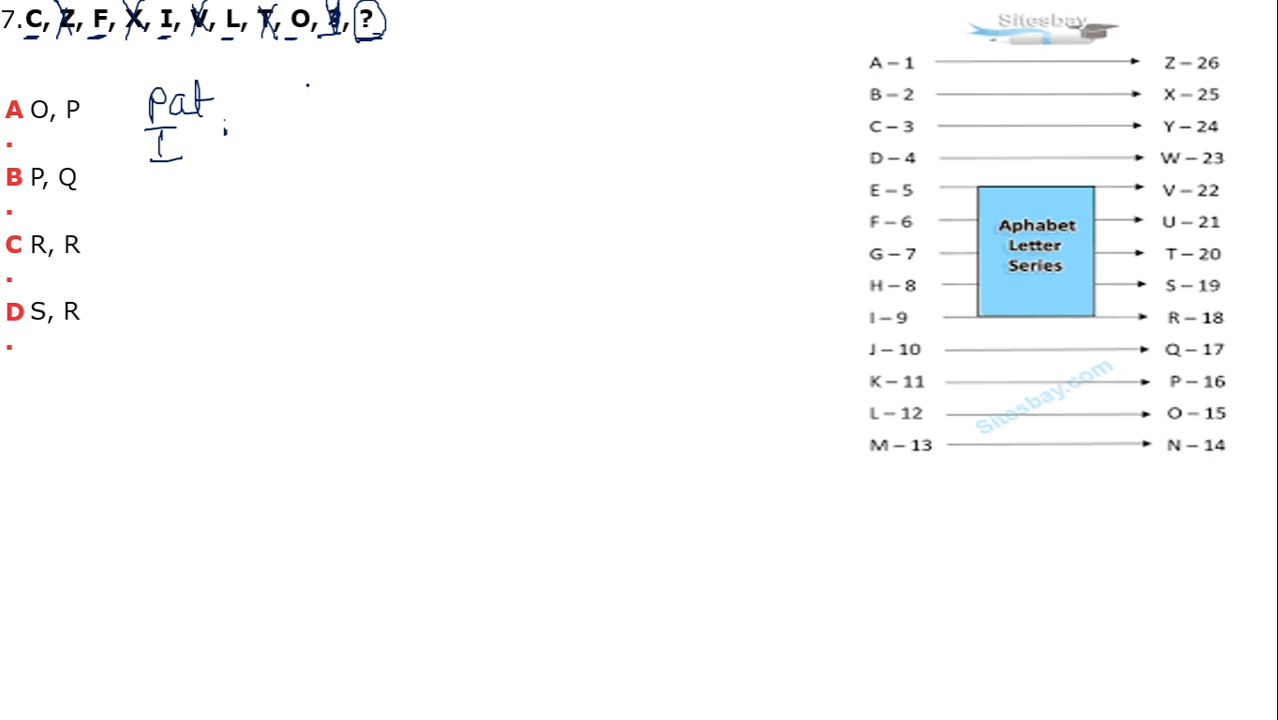 7.C, Z, F, X, I, V, L, T, O, ?, ?
A O, P
.
B P, Q
.
C R, R
.
D S, R
.
pat
I :
Sitesbay
A – 1 Z – 26
B – 2 X – 25
C – 3 Y – 24
D – 4 W – 23
E – 5 V – 22
F – 6 U – 21
G – 7 T – 20
H – 8 S – 19
I – 9 R – 18
J – 10 Q – 17
K – 11 P – 16
L – 12 O – 15
M – 13 N – 14
Aphabet
Letter
Series
Sitesbay.com